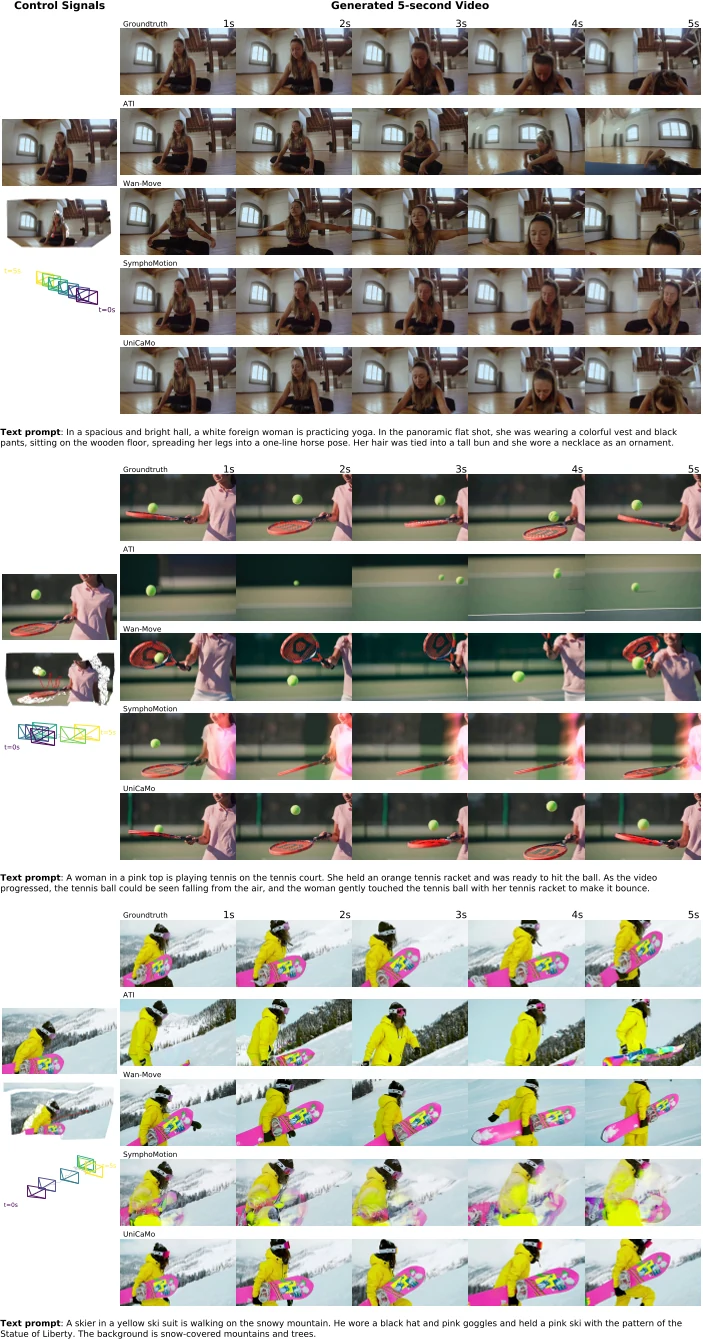 Control Signals
Generated 5-second Video
Groundtruth 1s 2s 3s 4s 5s
ATI
Wan-Move
t=5s
t=0s
SymphoMotion
UniCaMo
Text prompt: In a spacious and bright hall, a white foreign woman is practicing yoga. In the panoramic flat shot, she was wearing a colorful vest and black
pants, sitting on the wooden floor, spreading her legs into a one-line horse pose. Her hair was tied into a tall bun and she wore a necklace as an ornament.
Groundtruth 1s 2s 3s 4s 5s
ATI
Wan-Move
SymphoMotion
t=5s
t=0s
UniCaMo
Text prompt: A woman in a pink top is playing tennis on the tennis court. She held an orange tennis racket and was ready to hit the ball. As the video
progressed, the tennis ball could be seen falling from the air, and the woman gently touched the tennis ball with her tennis racket to make it bounce.
Groundtruth 1s 2s 3s 4s 5s
ATI
Wan-Move
SymphoMotion
t=5s
t=0s
UniCaMo
Text prompt: A skier in a yellow ski suit is walking on the snowy mountain. He wore a black hat and pink goggles and held a pink ski with the pattern of the
Statue of Liberty. The background is snow-covered mountains and trees.